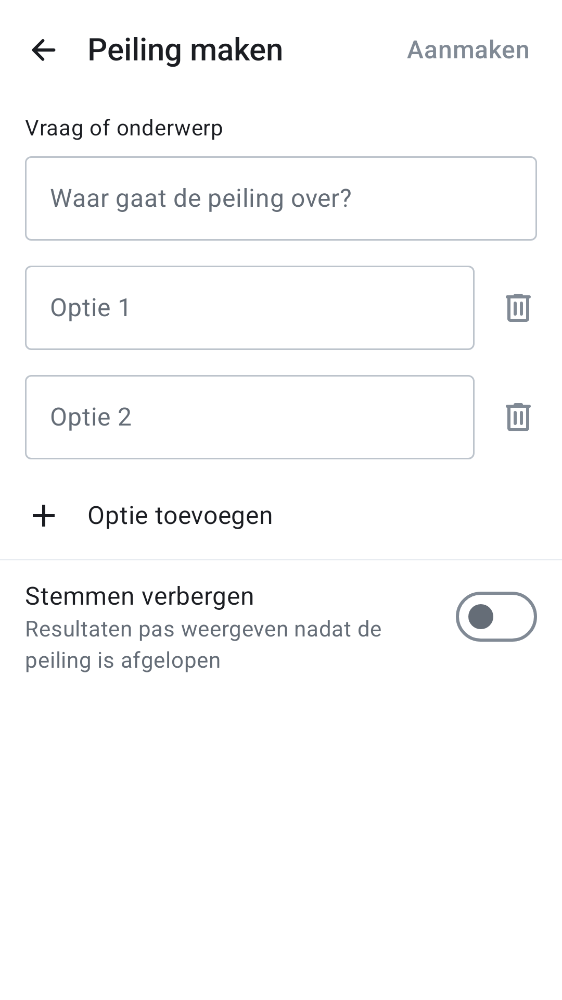 Peiling maken
Aanmaken
Vraag of onderwerp
Waar gaat de peiling over?
Optie 1
Optie 2
Optie toevoegen
Stemmen verbergen
Resultaten pas weergeven nadat de
peiling is afgelopen